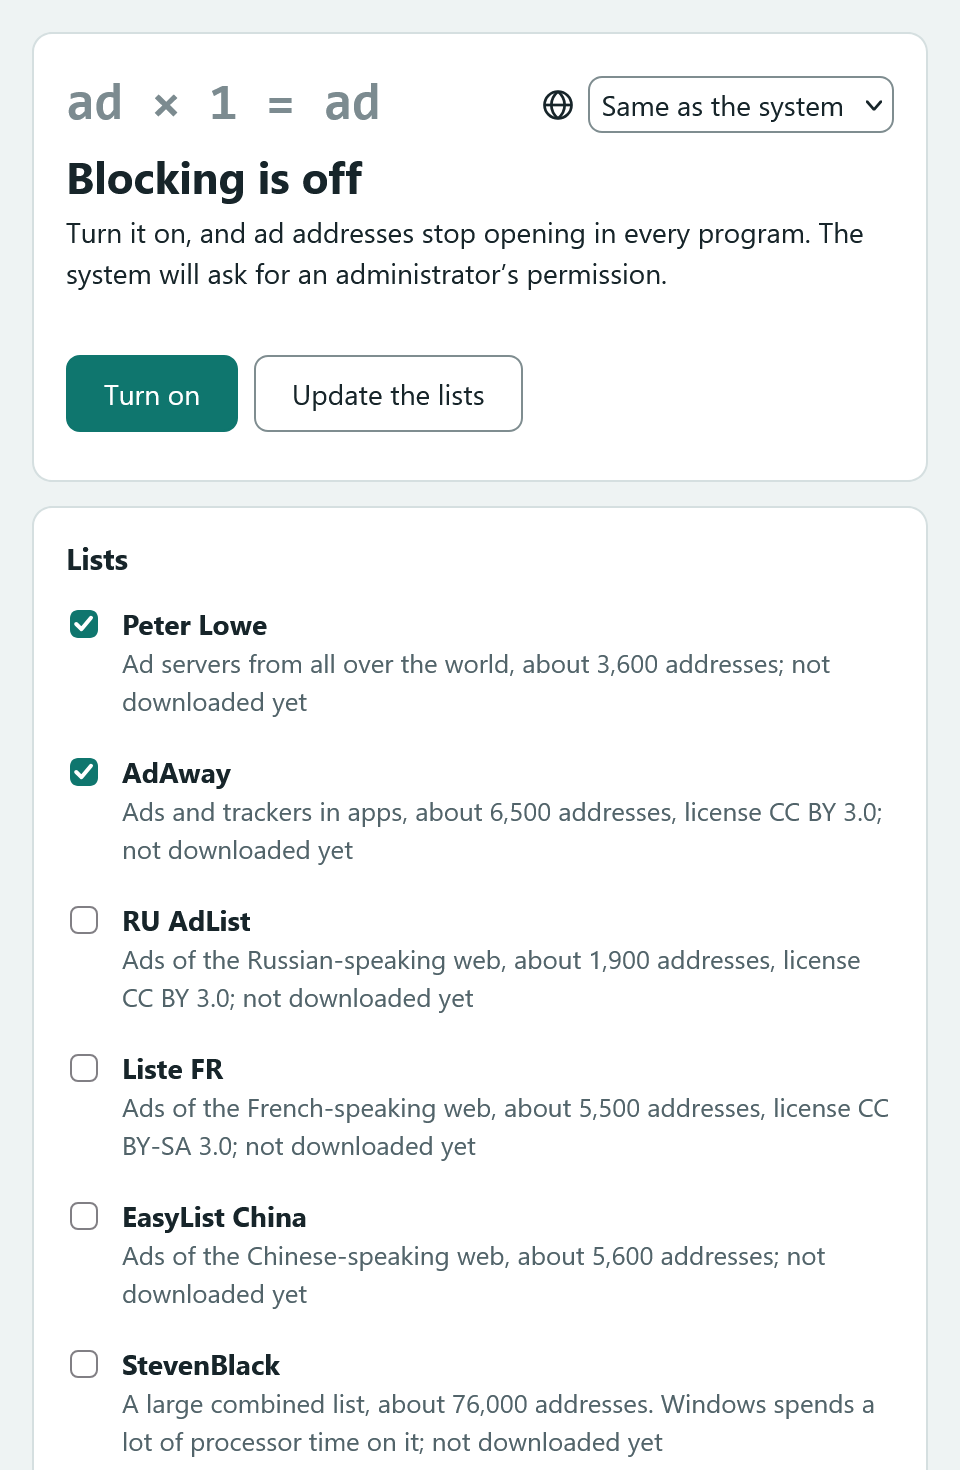 ad × 1 = ad
Same as the system
Blocking is off
Turn it on, and ad addresses stop opening in every program. The
system will ask for an administrator’s permission.
Turn on
Update the lists
Lists
Peter Lowe
Ad servers from all over the world, about 3,600 addresses; not
downloaded yet
AdAway
Ads and trackers in apps, about 6,500 addresses, license CC BY 3.0;
not downloaded yet
RU AdList
Ads of the Russian-speaking web, about 1,900 addresses, license
CC BY 3.0; not downloaded yet
Liste FR
Ads of the French-speaking web, about 5,500 addresses, license CC
BY-SA 3.0; not downloaded yet
EasyList China
Ads of the Chinese-speaking web, about 5,600 addresses; not
downloaded yet
StevenBlack
A large combined list, about 76,000 addresses. Windows spends a
lot of processor time on it; not downloaded yet